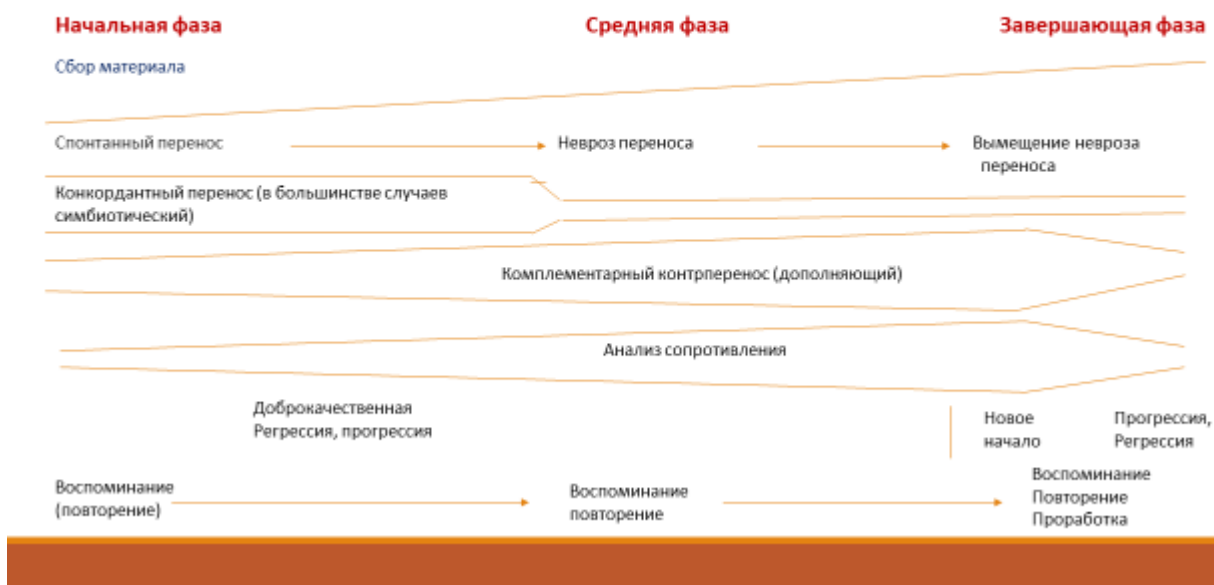 Начальная фаза
Средняя фаза
Завершающая фаза
Сбор материала
Спонтанный перенос
Невроз переноса
Вымещение невроза
переноса
Конкордантный перенос (в большинстве случаев
симбиотический)
Комплементарный контрперенос (дополняющий)
Анализ сопротивления
Доброкачественная
Регрессия, прогрессия
Новое
начало
Прогрессия,
Регрессия
Воспоминание
(повторение)
Воспоминание
повторение
Воспоминание
Повторение
Проработка